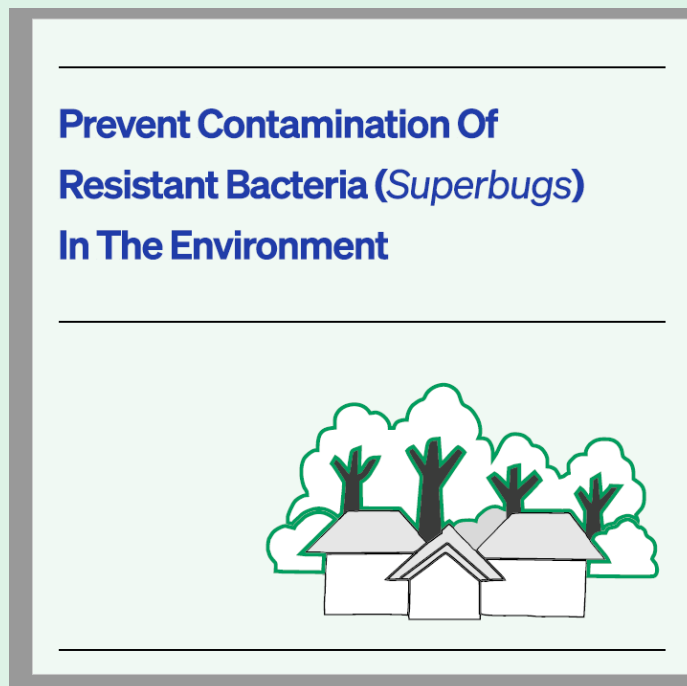 Prevent Contamination Of
Resistant Bacteria (Superbugs)
In The Environment